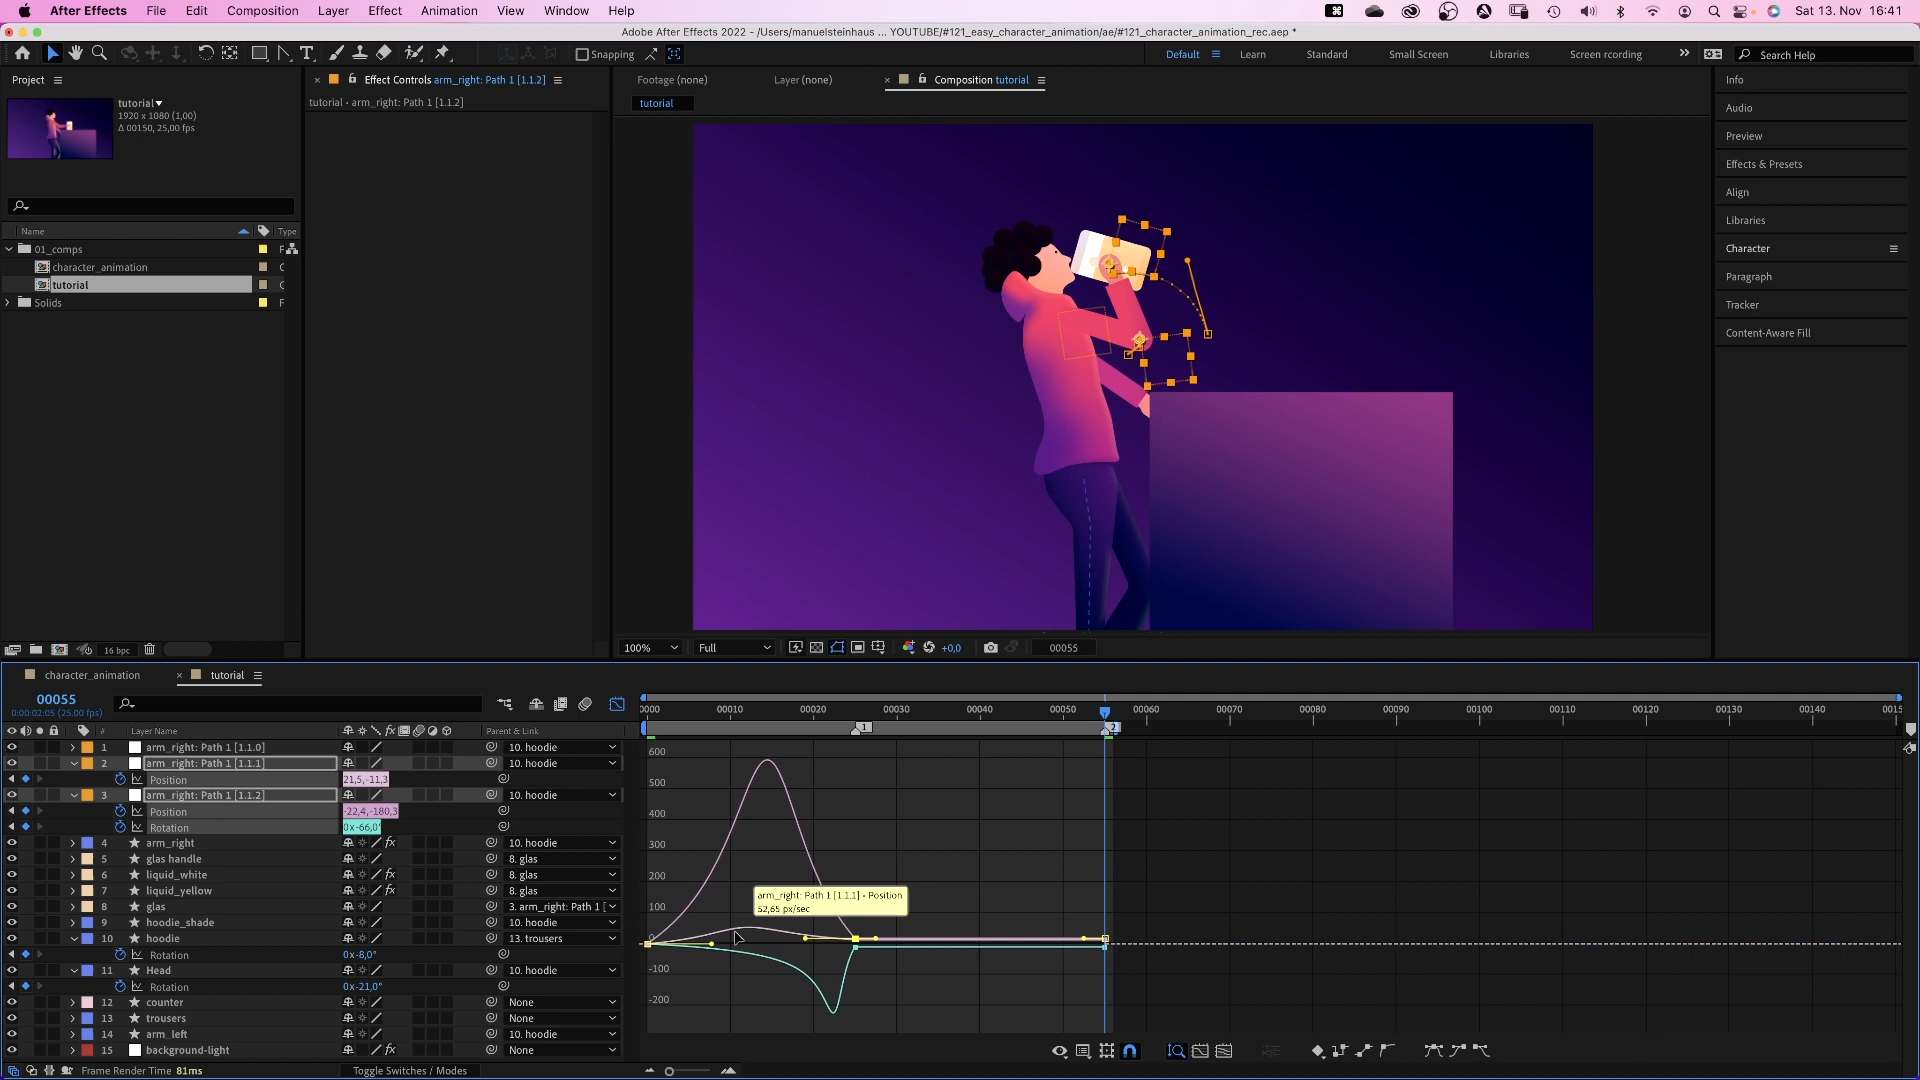 After Effects File Edit Composition Layer Effect Animation View Window Help Sat 13. Nov 16:41
Adobe After Effects 2022 - /Users/manuelsteinhaus ... YOUTUBE/#121_easy_character_animation/ae/#121_character_animation_rec.aep *
Snapping Default Learn Standard Small Screen Libraries Screen recording Search Help
Project Effect Controls arm_right: Path 1 [1.1.2] Footage (none) Layer (none) Composition tutorial
tutorial • arm_right: Path 1 [1.1.2]
tutorial
tutorial
1920 x 1080 (1,00)
Δ 00150, 25,00 fps
Name Type
01_comps F
character_animation C
tutorial C
Solids F
16 bpc
Info
Audio
Preview
Effects & Presets
Align
Libraries
Character
Paragraph
Tracker
Content-Aware Fill
100% Full +0,0 00055
character_animation tutorial
00055
0:00:02:05 (25.00 fps)
# Layer Name Parent & Link
1 arm_right: Path 1 [1.1.0] 10. hoodie
2 arm_right: Path 1 [1.1.1] 10. hoodie
Position 21,5,-11,3
3 arm_right: Path 1 [1.1.2] 10. hoodie
Position -22,4,-180,3
Rotation 0x-66,0°
4 arm_right fx 10. hoodie
5 glas handle 8. glas
6 liquid_white fx 8. glas
7 liquid_yellow fx 8. glas
8 glas 3. arm_right: Path 1 [
9 hoodie_shade 10. hoodie
10 hoodie 13. trousers
Rotation 0x-8,0°
11 Head 10. hoodie
Rotation 0x-21,0°
12 counter None
13 trousers None
14 arm_left 10. hoodie
15 background-light fx None
Frame Render Time 81ms Toggle Switches / Modes
0000 00010 00020 00030 00040 00050 00060 00070 00080 00090 00100 00110 00120 00130 00140 0015
1 2
600
500
400
300
200
100
0
-100
-200
arm_right: Path 1 [1.1.1] • Position
52,65 px/sec